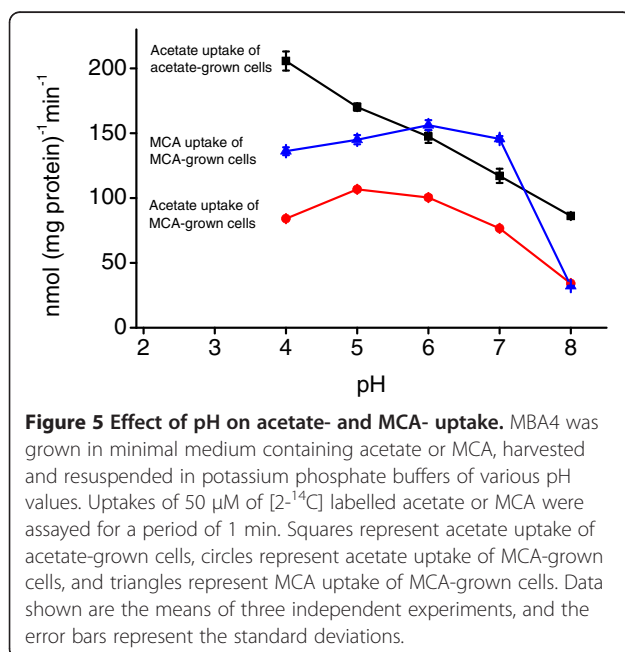 Acetate uptake of
acetate-grown cells
MCA uptake of
MCA-grown cells
Acetate uptake of
MCA-grown cells
nmol (mg protein)⁻¹min⁻¹
200
150
100
50
0
2 3 4 5 6 7 8
pH
Figure 5 Effect of pH on acetate- and MCA- uptake. MBA4 was
grown in minimal medium containing acetate or MCA, harvested
and resuspended in potassium phosphate buffers of various pH
values. Uptakes of 50 μM of [2-¹⁴C] labelled acetate or MCA were
assayed for a period of 1 min. Squares represent acetate uptake of
acetate-grown cells, circles represent acetate uptake of MCA-grown
cells, and triangles represent MCA uptake of MCA-grown cells. Data
shown are the means of three independent experiments, and the
error bars represent the standard deviations.